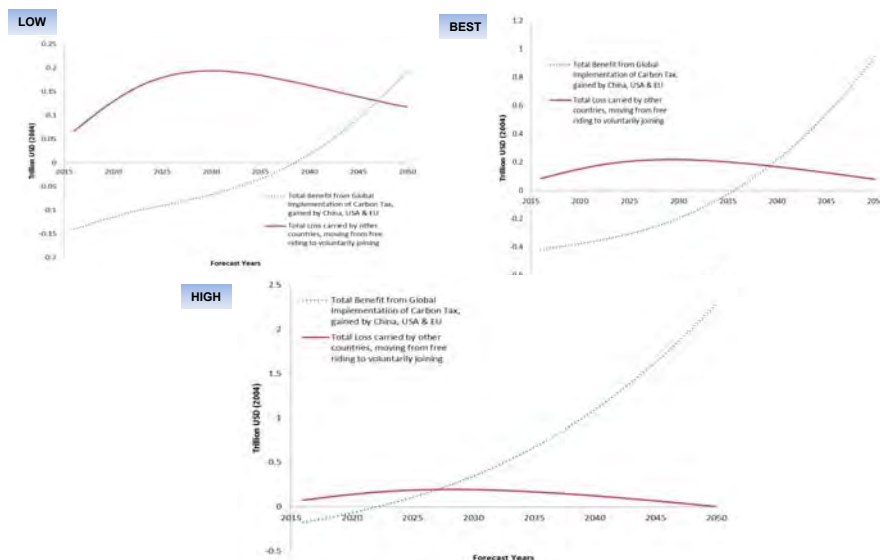 LOW
0.25
0.2
0.15
0.1
0.05
0
-0.05
-0.1
-0.15
-0.2
Trillion USD (2004)
2015 2020 2025 2030 2035 2040 2045 2050
Total Benefit from Global
Implementation of Carbon Tax,
gained by China, USA & EU
Total Loss carried by other
countries, moving from free
riding to voluntarily joining
Forecast Years
BEST
1.2
1
0.8
0.6
0.4
0.2
0
-0.2
-0.4
Trillion USD (2004)
Total Benefit from Global
Implementation of Carbon Tax,
gained by China, USA & EU
Total Loss carried by other
countries, moving from free
riding to voluntarily joining
2015 2020 2025 2030 2035 2040 2045
HIGH
2.5
2
1.5
1
0.5
0
-0.5
Trillion USD (2004)
Total Benefit from Global
Implementation of Carbon Tax,
gained by China, USA & EU
Total Loss carried by other
countries, moving from free
riding to voluntarily joining
2015 2020 2025 2030 2035 2040 2045 2050
Forecast Years